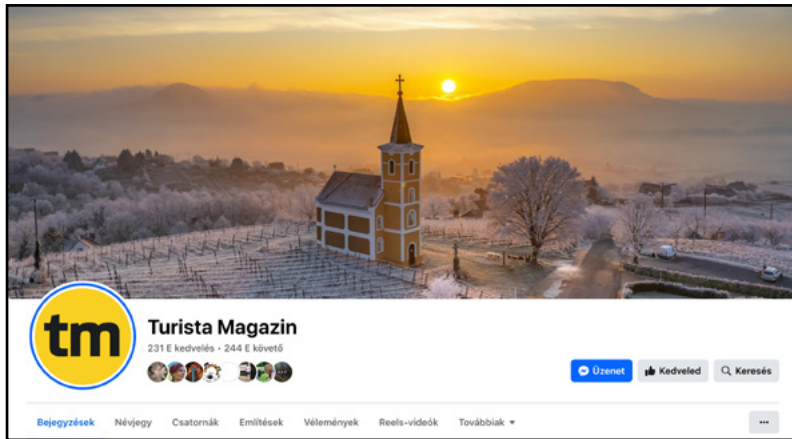 tm
Turista Magazin
231 E kedvelés • 244 E követő
Üzenet
Kedveled
Keresés
Bejegyzések Névjegy Csatornák Említések Vélemények Reels-videók Továbbiak